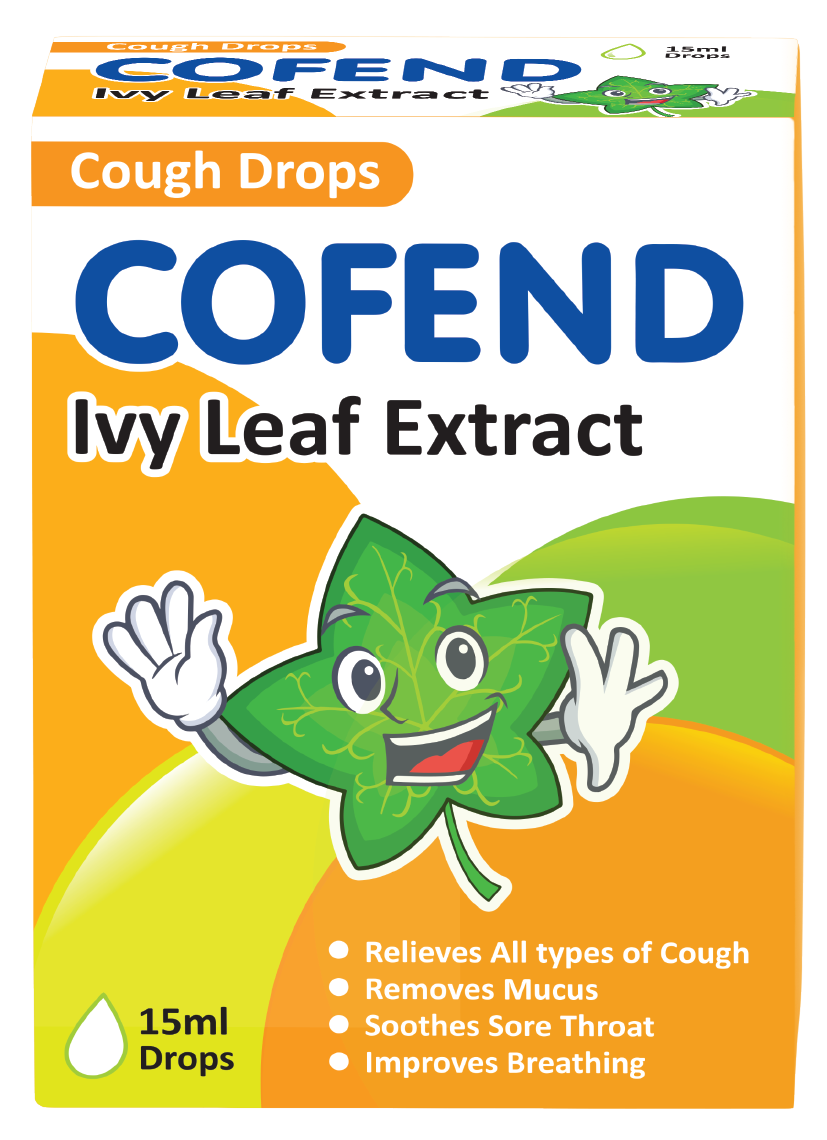 Cough Drops
COFEND
Ivy Leaf Extract
15ml
Drops
Cough Drops
COFEND
Ivy Leaf Extract
Relieves All types of Cough
Removes Mucus
Soothes Sore Throat
Improves Breathing
15ml
Drops